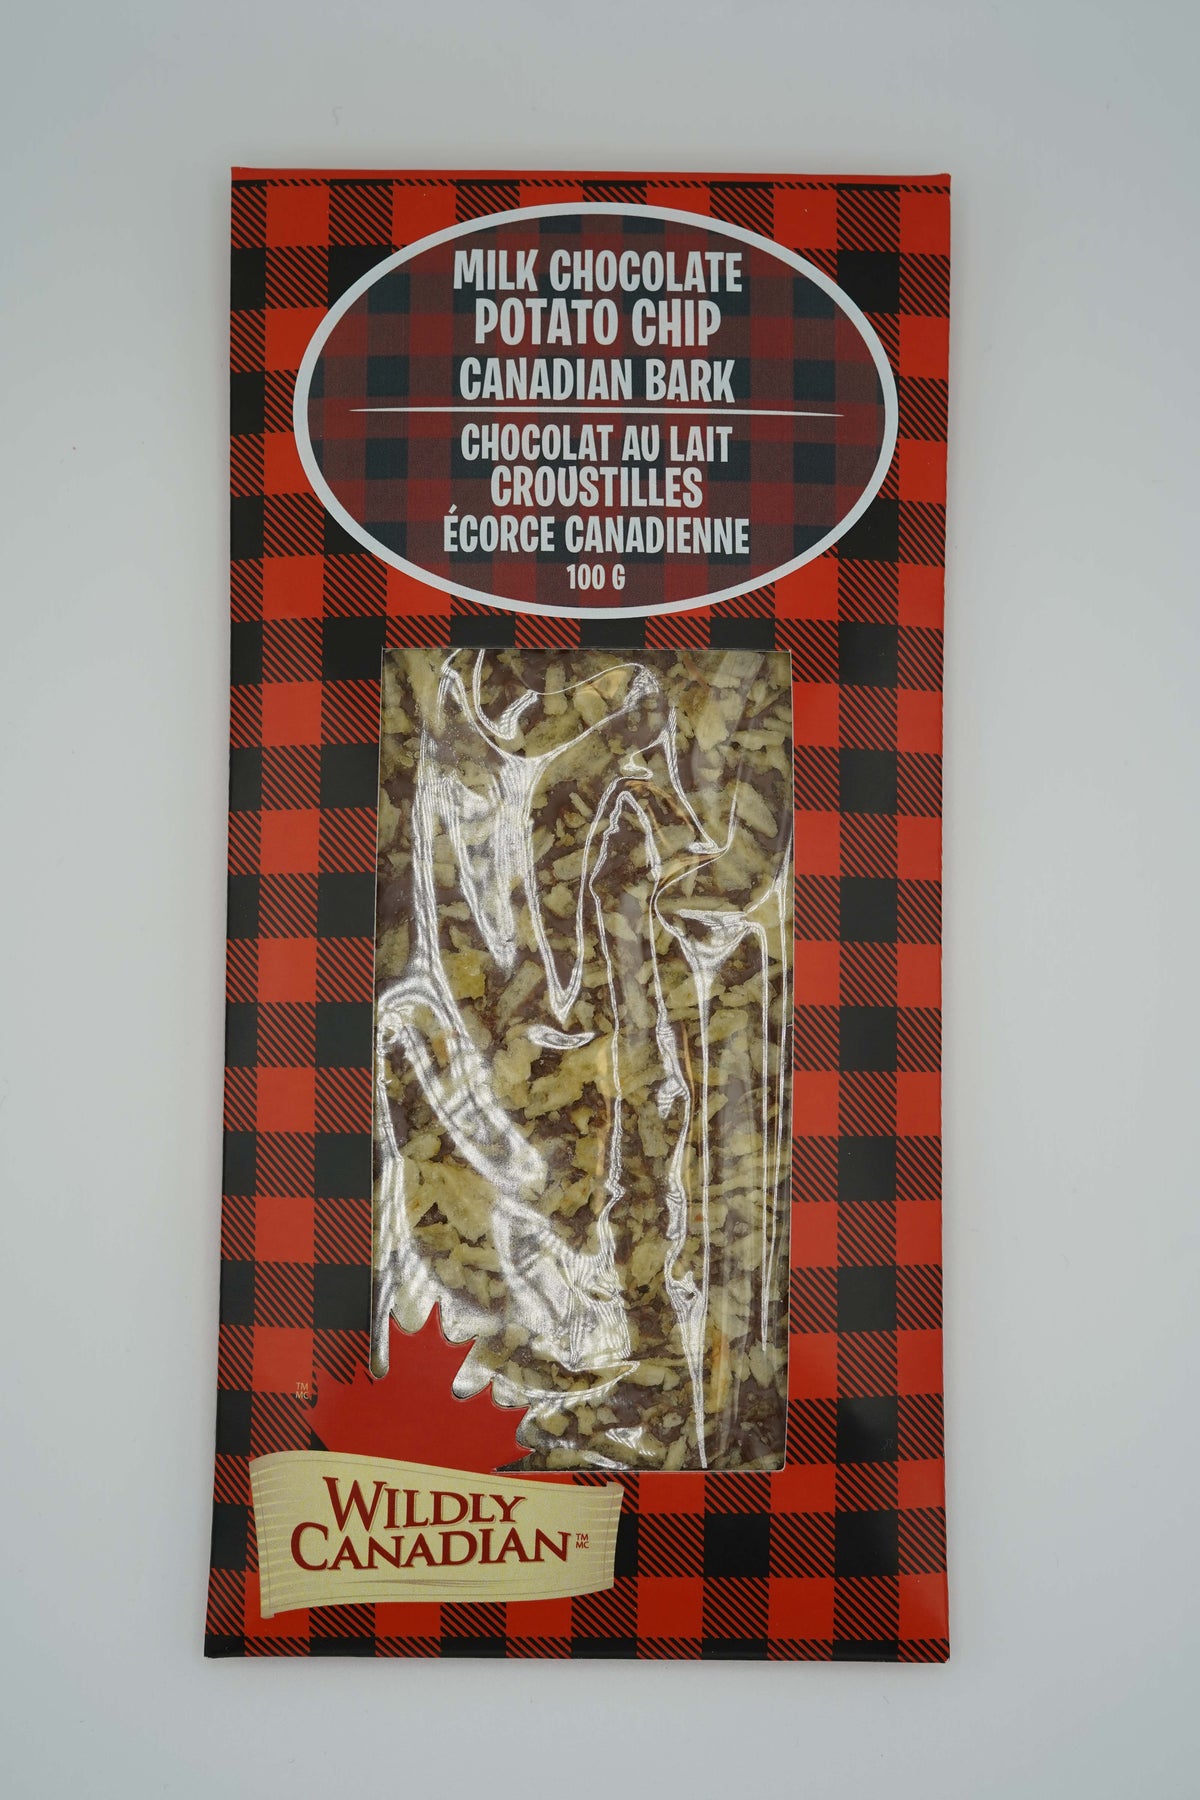 MILK CHOCOLATE
POTATO CHIP
CANADIAN BARK
CHOCOLAT AU LAIT
CROUSTILLES
ÉCORCE CANADIENNE
100 G
TM
MC
WILDLY
CANADIAN
TM
MC